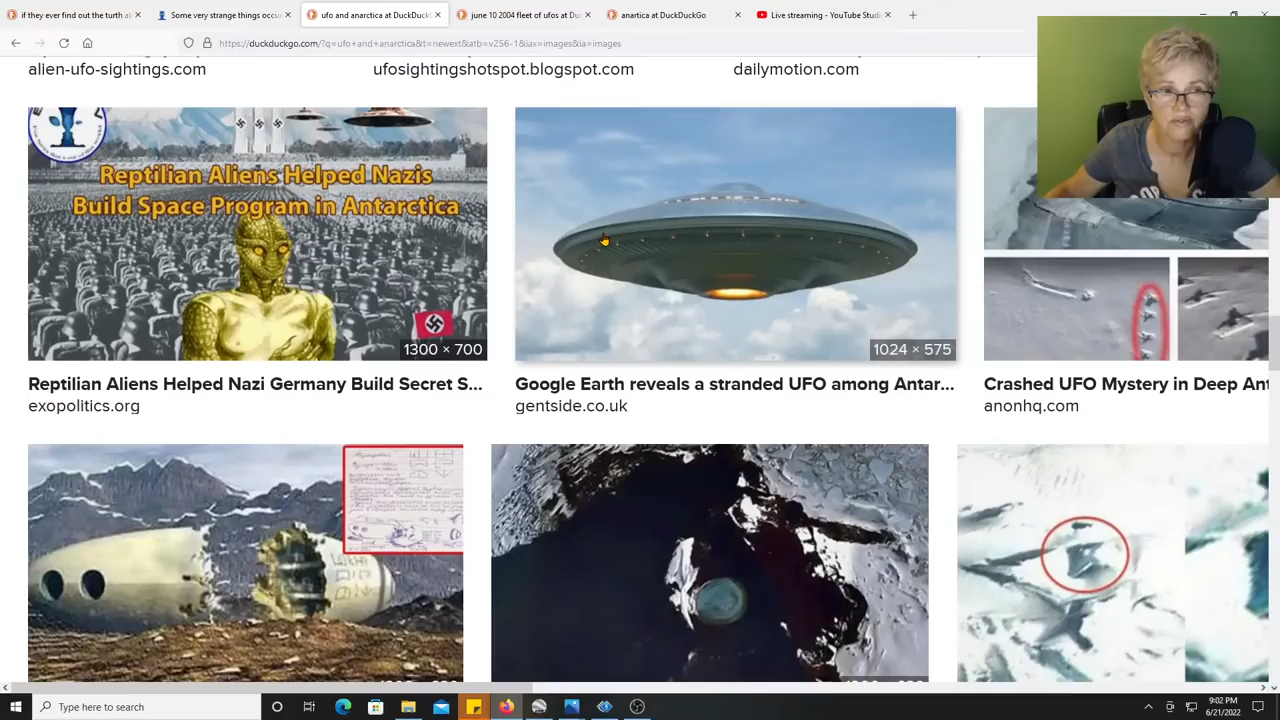 if they ever find out the turth ab
Some very strange things occu
ufo and anarctica at DuckDuck
june 10 2004 fleet of ufos at Du
anartica at DuckDuckGo
Live streaming - YouTube Studi
https://duckduckgo.com/?q=ufo+and+anarctica&t=newext&atb=v256-1&iax=images&ia=images
alien-ufo-sightings.com
ufosightingshotspot.blogspot.com
dailymotion.com
Reptilian Aliens Helped Nazis
Build Space Program in Antarctica
1300 × 700
1024 × 575
Reptilian Aliens Helped Nazi Germany Build Secret S...
Google Earth reveals a stranded UFO among Antar...
Crashed UFO Mystery in Deep Ant
exopolitics.org
gentside.co.uk
anonhq.com
Type here to search
9:02 PM
6/21/2022